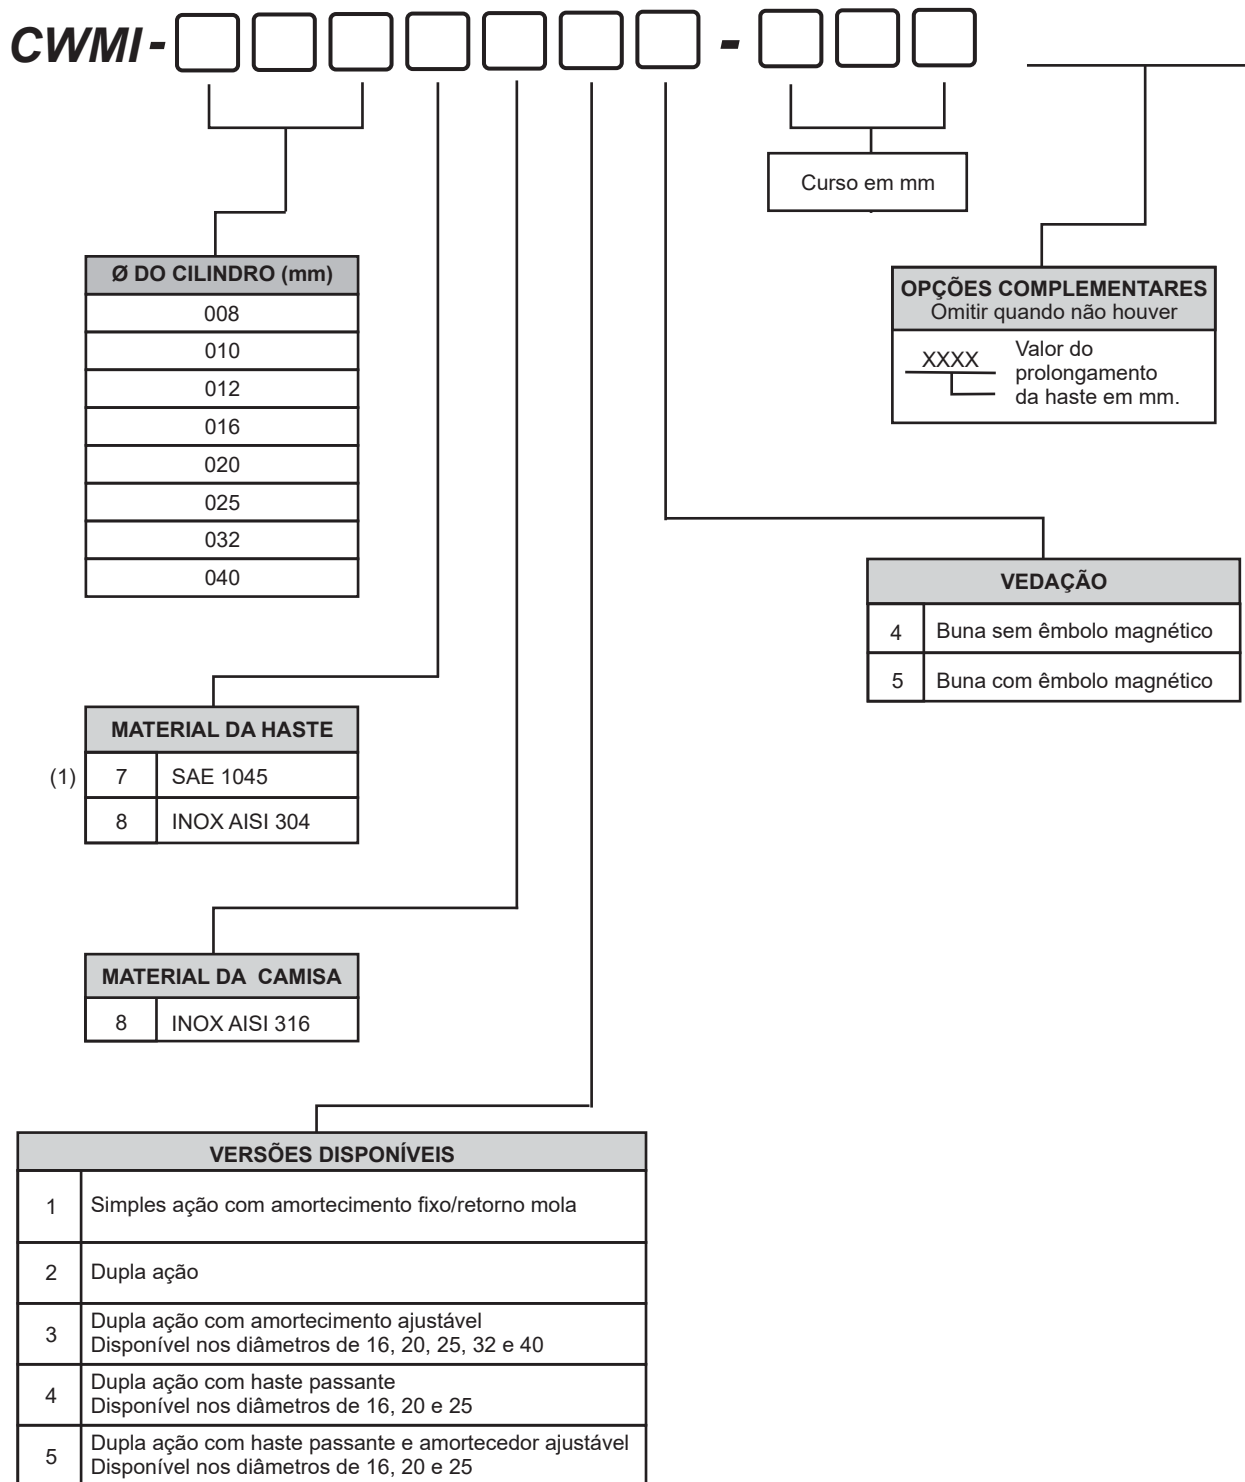 CWMI- -
Curso em mm
Ø DO CILINDRO (mm)
008
010
012
016
020
025
032
040
OPÇÕES COMPLEMENTARES
Omitir quando não houver
XXXX
Valor do
prolongamento
da haste em mm.
VEDAÇÃO
4 Buna sem êmbolo magnético
5 Buna com êmbolo magnético
MATERIAL DA HASTE
(1) 7 SAE 1045
8 INOX AISI 304
MATERIAL DA CAMISA
8 INOX AISI 316
VERSÕES DISPONÍVEIS
1 Simples ação com amortecimento fixo/retorno mola
2 Dupla ação
3 Dupla ação com amortecimento ajustável
Disponível nos diâmetros de 16, 20, 25, 32 e 40
4 Dupla ação com haste passante
Disponível nos diâmetros de 16, 20 e 25
5 Dupla ação com haste passante e amortecedor ajustável
Disponível nos diâmetros de 16, 20 e 25